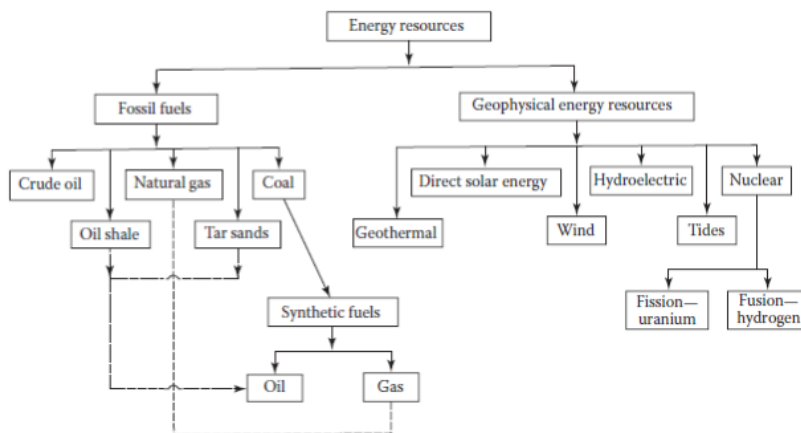 Energy resources
Fossil fuels
Geophysical energy resources
Crude oil
Natural gas
Coal
Direct solar energy
Hydroelectric
Nuclear
Oil shale
Tar sands
Geothermal
Wind
Tides
Synthetic fuels
Fission—
uranium
Fusion—
hydrogen
Oil
Gas